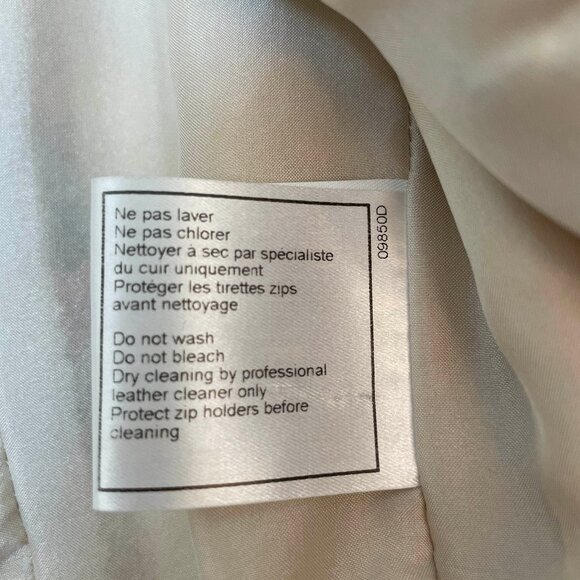 Ne pas laver
Ne pas chlorer
Nettoyer à sec par spécialiste
du cuir uniquement
Protéger les tirettes zips
avant nettoyage
Do not wash
Do not bleach
Dry cleaning by professional
leather cleaner only
Protect zip holders before
cleaning
09850D